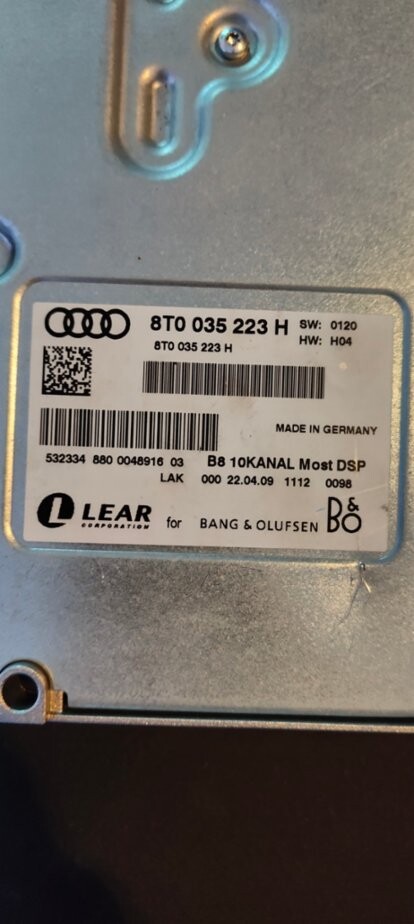 8T0 035 223 H SW: 0120
8T0 035 223 H HW: H04
MADE IN GERMANY
532334 880 0048916 03 B8 10KANAL Most DSP
LAK 000 22.04.09 1112 0098
L LEAR CORPORATION for BANG & OLUFSEN B&O